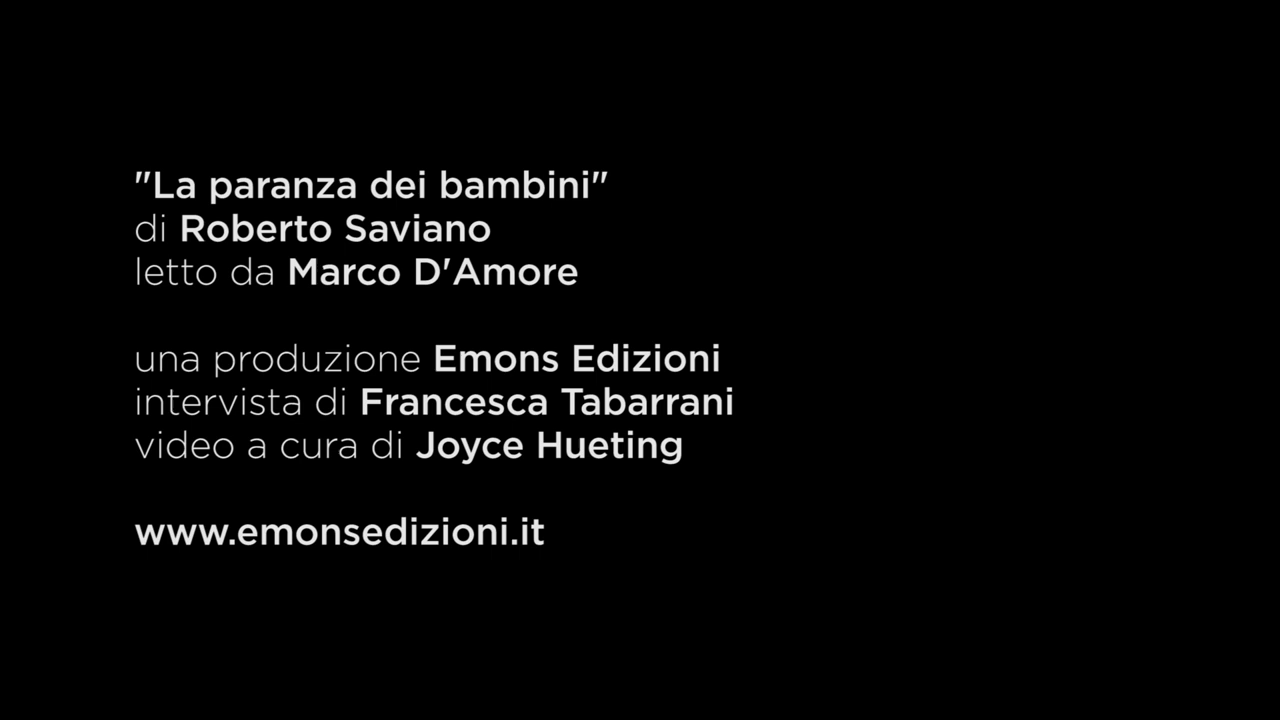 "La paranza dei bambini"
di Roberto Saviano
letto da Marco D'Amore
una produzione Emons Edizioni
intervista di Francesca Tabarrani
video a cura di Joyce Hueting
www.emonsedizioni.it